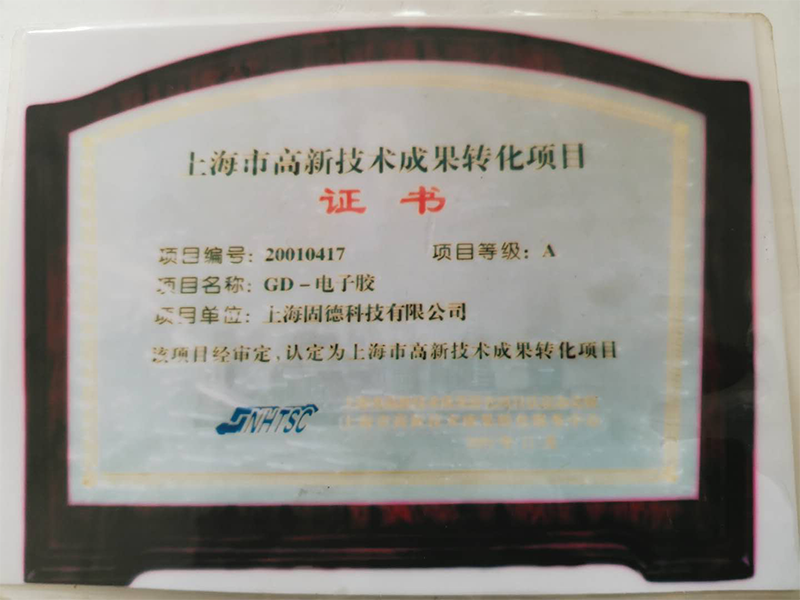 上海市高新技术成果转化项目
证书
项目编号：20010417 项目等级：A
项目名称：GD－电子胶
项目单位：上海固德科技有限公司
该项目经审定，认定为上海市高新技术成果转化项目
SNHTSC